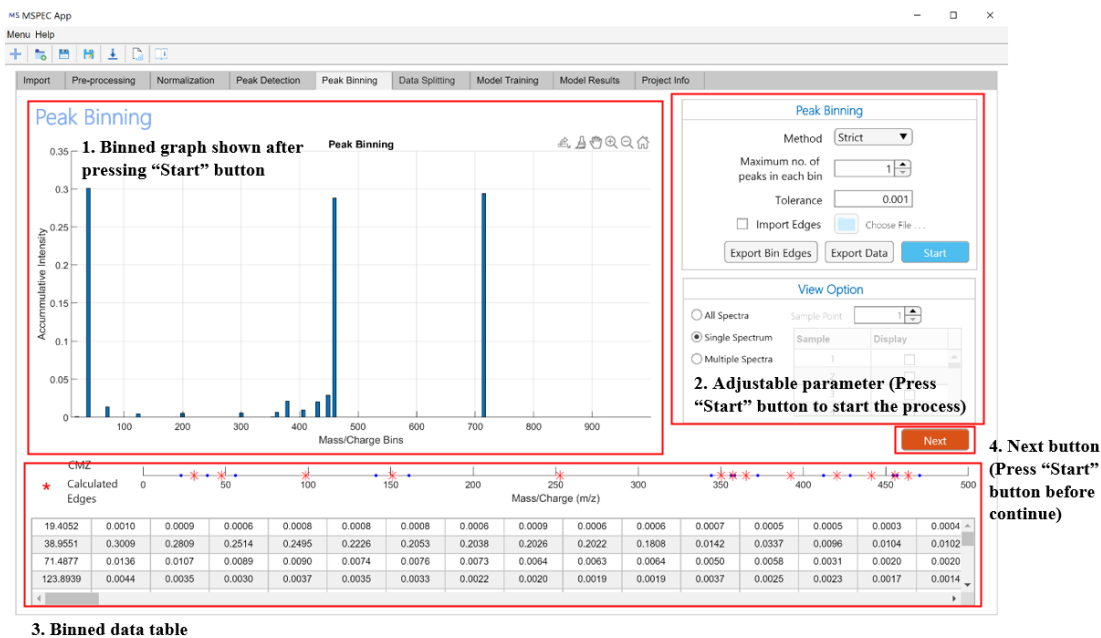 MS MSPEC App
Menu Help
Import Pre-processing Normalization Peak Detection Peak Binning Data Splitting Model Training Model Results Project Info
Peak Binning
1. Binned graph shown after
pressing “Start” button
Peak Binning
0.35
0.3
0.25
0.2
0.15
0.1
0.05
0
Accummulative Intensity
100 200 300 400 500 600 700 800 900
Mass/Charge Bins
Peak Binning
Method Strict
Maximum no. of
peaks in each bin
1
Tolerance 0.001
Import Edges Choose File . . .
Export Bin Edges Export Data Start
View Option
All Spectra Sample Point 1
Single Spectrum Sample Display
Multiple Spectra 1
2. Adjustable parameter (Press
“Start” button to start the process)
Next
4. Next button
(Press “Start”
button before
continue)
CMZ
* Calculated
Edges
0 50 100 150 200 250 300 350 400 450 500
Mass/Charge (m/z)
19.4052 0.0010 0.0009 0.0006 0.0008 0.0008 0.0008 0.0006 0.0009 0.0006 0.0006 0.0007 0.0005 0.0005 0.0003 0.0004
38.9551 0.3009 0.2809 0.2514 0.2495 0.2226 0.2053 0.2038 0.2026 0.2022 0.1808 0.0142 0.0337 0.0096 0.0104 0.0102
71.4877 0.0136 0.0107 0.0089 0.0090 0.0074 0.0076 0.0073 0.0064 0.0063 0.0064 0.0050 0.0058 0.0031 0.0020 0.0020
123.8939 0.0044 0.0035 0.0030 0.0037 0.0035 0.0033 0.0022 0.0020 0.0019 0.0019 0.0037 0.0025 0.0023 0.0017 0.0014
3. Binned data table